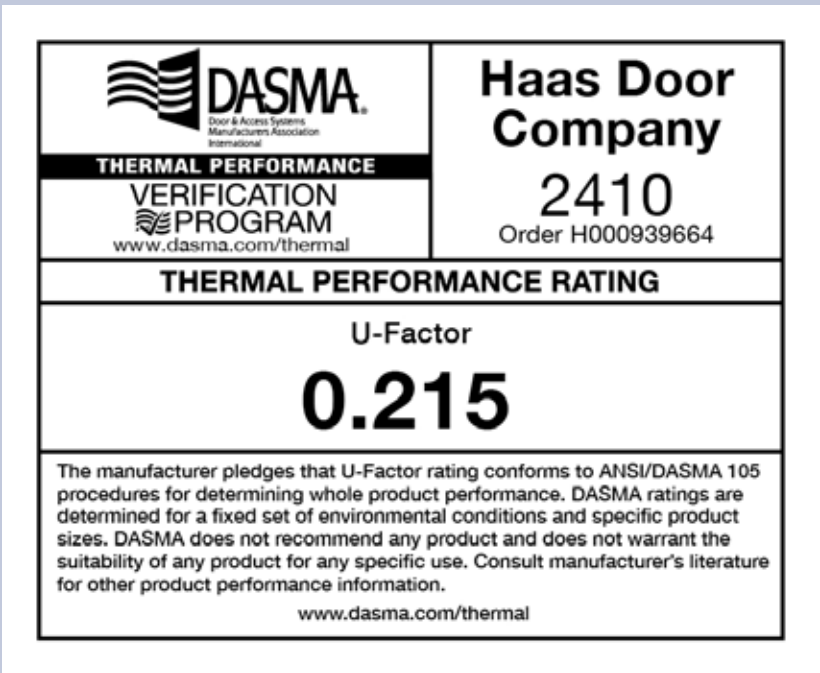 DASMA®
Door & Access Systems
Manufacturers Association
International
THERMAL PERFORMANCE
VERIFICATION
PROGRAM
www.dasma.com/thermal
Haas Door
Company
2410
Order H000939664
THERMAL PERFORMANCE RATING
U-Factor
0.215
The manufacturer pledges that U-Factor rating conforms to ANSI/DASMA 105
procedures for determining whole product performance. DASMA ratings are
determined for a fixed set of environmental conditions and specific product
sizes. DASMA does not recommend any product and does not warrant the
suitability of any product for any specific use. Consult manufacturer's literature
for other product performance information.
www.dasma.com/thermal